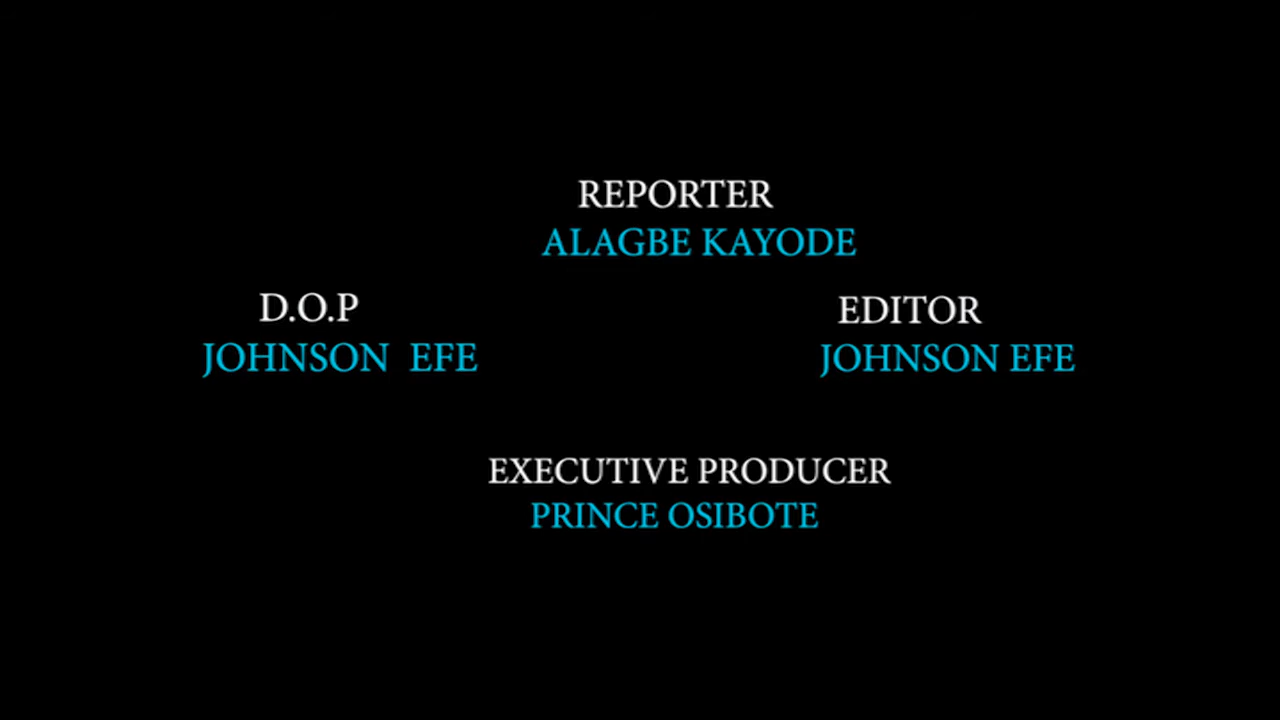 REPORTER
ALAGBE KAYODE
D.O.P
JOHNSON EFE
EDITOR
JOHNSON EFE
EXECUTIVE PRODUCER
PRINCE OSIBOTE